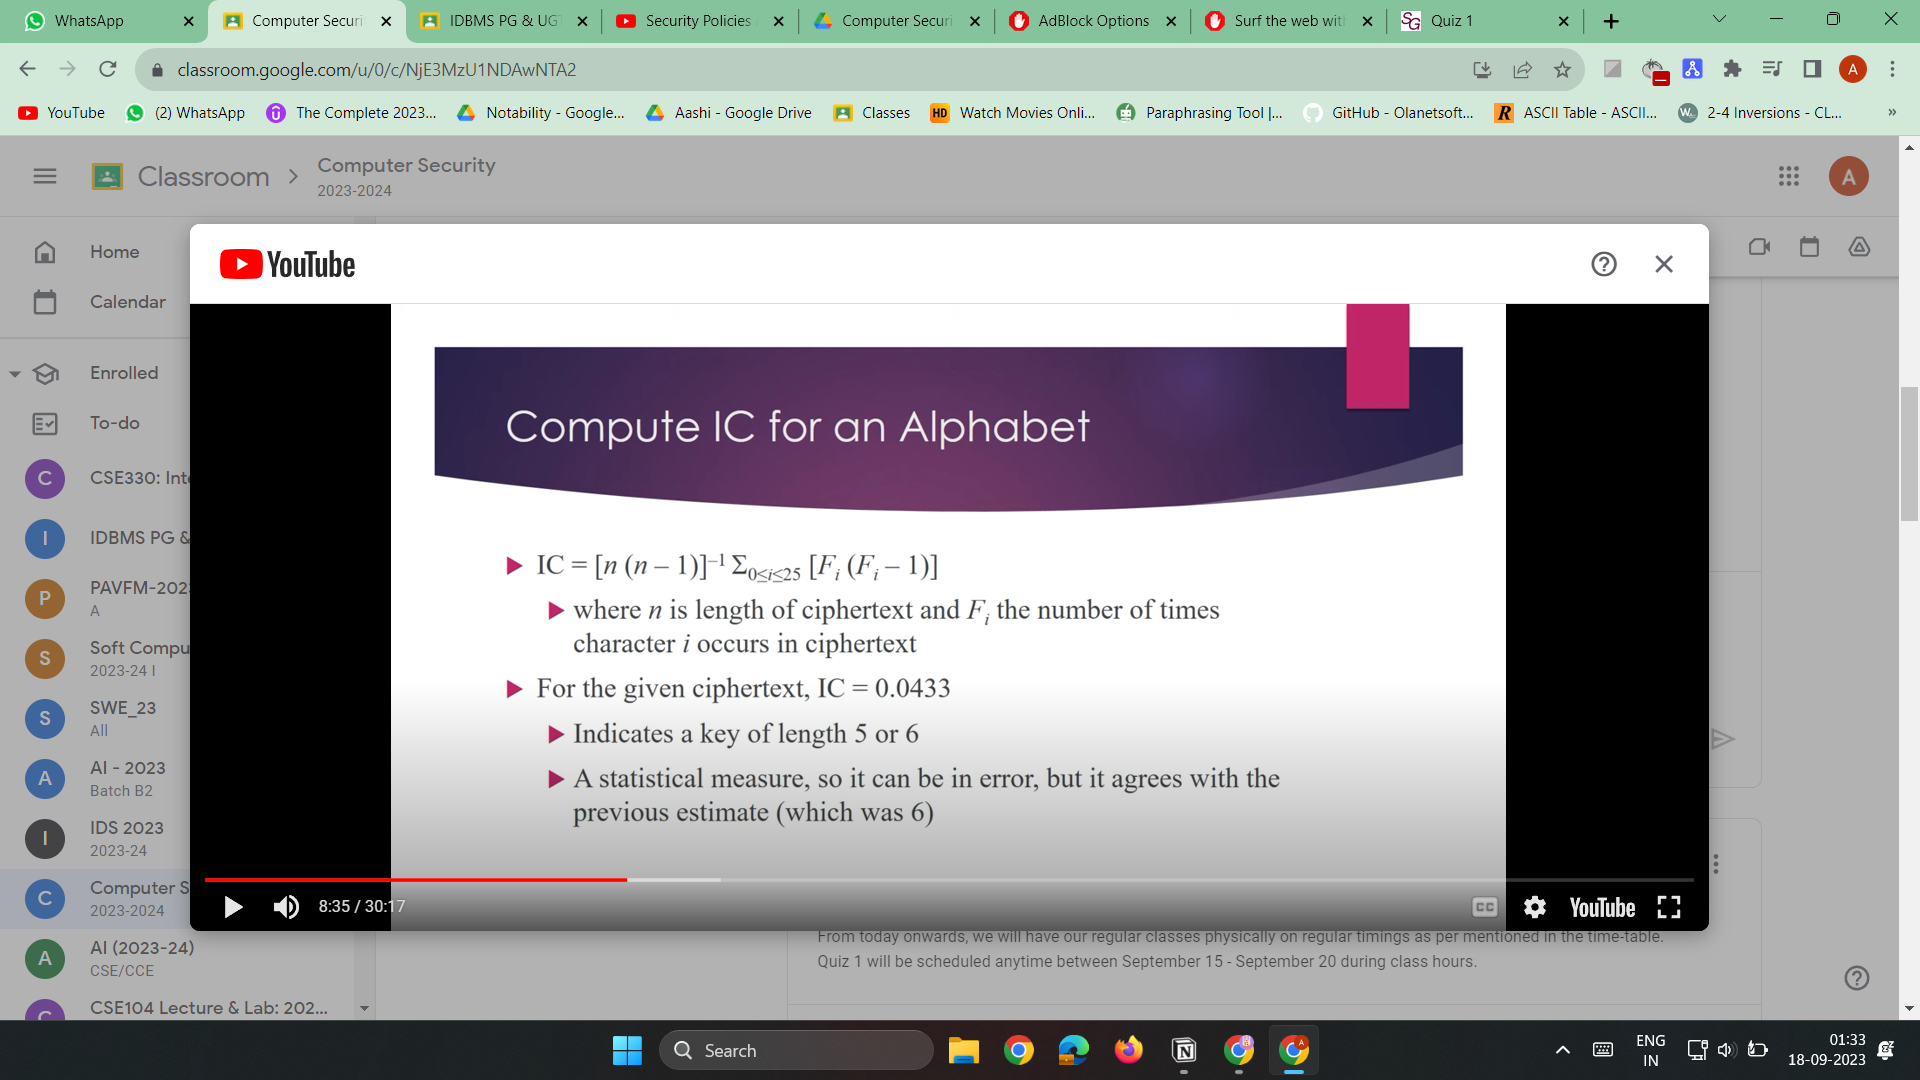 WhatsApp
Computer Securi
IDBMS PG & UG
Security Policies
Computer Securi
AdBlock Options
Surf the web wit
SG Quiz 1
classroom.google.com/u/0/c/NjE3MzU1NDAwNTA2
A
YouTube
(2) WhatsApp
The Complete 2023...
Notability - Google...
Aashi - Google Drive
Classes
HD Watch Movies Onli...
Paraphrasing Tool |...
GitHub - Olanetsoft...
R ASCII Table - ASCII...
2-4 Inversions - CL...
»
Classroom
Computer Security
2023-2024
A
Home
Calendar
Enrolled
To-do
C CSE330: Inte
I IDBMS PG &
P PAVFM-202
A
S Soft Compu
2023-24 I
S SWE_23
All
A AI - 2023
Batch B2
I IDS 2023
2023-24
C Computer S
2023-2024
A AI (2023-24)
CSE/CCE
C CSE104 Lecture & Lab: 202...
YouTube
Compute IC for an Alphabet
IC = [n (n – 1)]–1 Σ0≤i≤25 [Fi (Fi – 1)]
where n is length of ciphertext and Fi the number of times
character i occurs in ciphertext
For the given ciphertext, IC = 0.0433
Indicates a key of length 5 or 6
A statistical measure, so it can be in error, but it agrees with the
previous estimate (which was 6)
8:35 / 30:17
CC
YouTube
From today onwards, we will have our regular classes physically on regular timings as per mentioned in the time-table.
Quiz 1 will be scheduled anytime between September 15 - September 20 during class hours.
Search
ENG
IN
01:33
18-09-2023